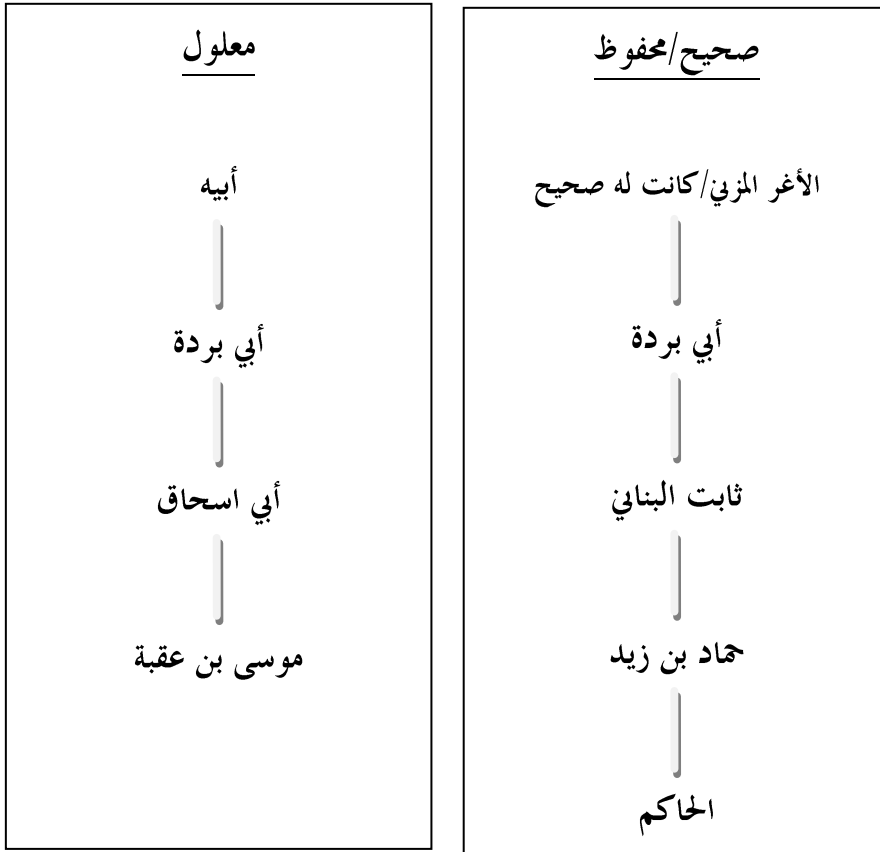 صحيح/محفوظ
الأغر المزني/كانت له صحيح
أبي بردة
ثابت البناني
حماد بن زيد
الحاكم
معلول
أبيه
أبي بردة
أبي اسحاق
موسى بن عقبة